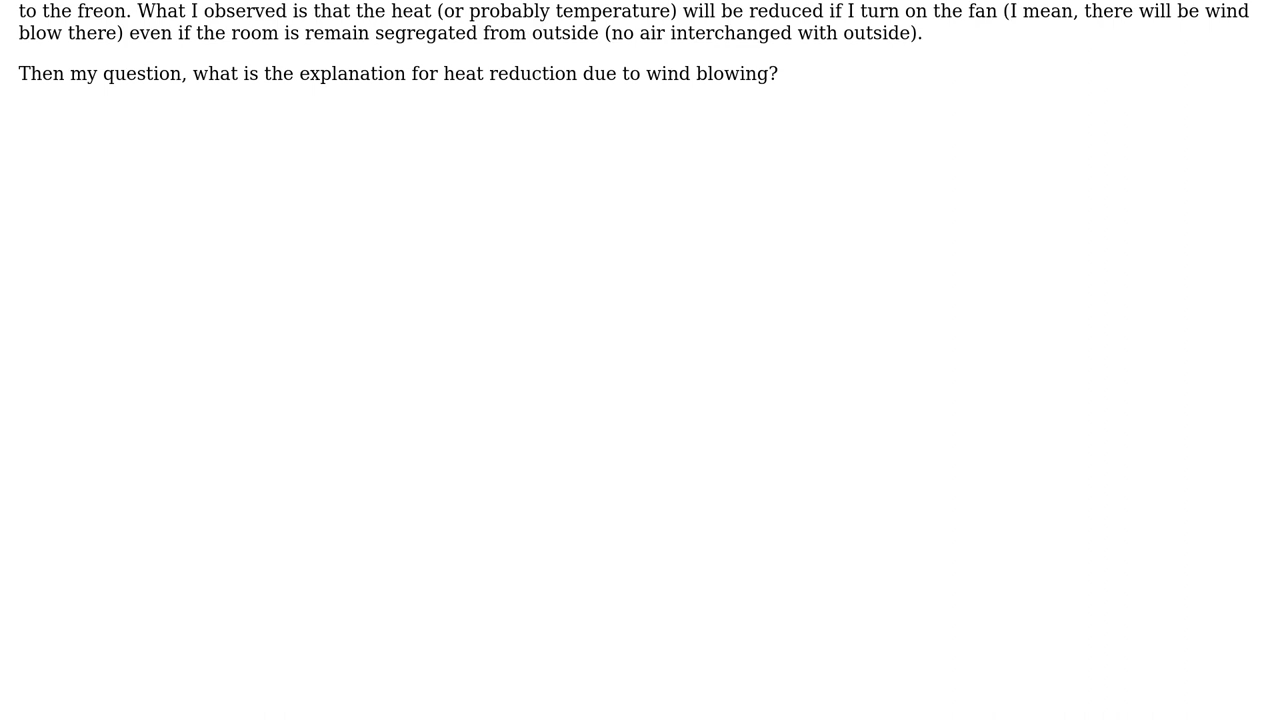 to the freon. What I observed is that the heat (or probably temperature) will be reduced if I turn on the fan (I mean, there will be wind
blow there) even if the room is remain segregated from outside (no air interchanged with outside).
Then my question, what is the explanation for heat reduction due to wind blowing?